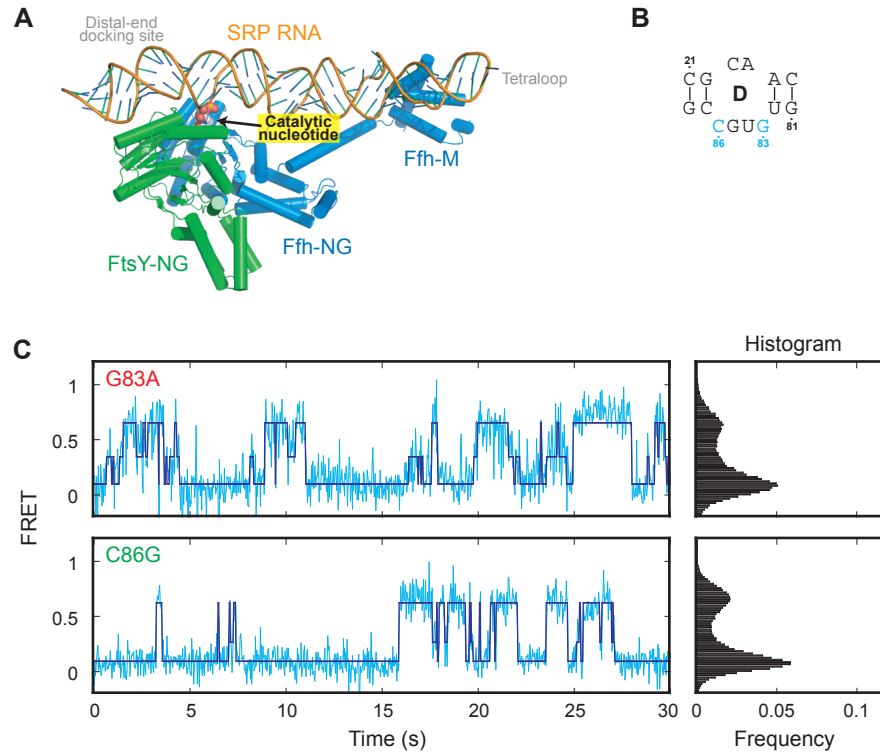 A
Distal-end
docking site
SRP RNA
Tetraloop
Catalytic
nucleotide
Ffh-M
Ffh-NG
FtsY-NG
B
21
C G C A A C
D
G C U G
C G U G
86 83 81
C
Histogram
G83A
1
0.5
0
C86G
1
0.5
0
FRET
0 5 10 15 20 25 30
Time (s)
0 0.05 0.1
Frequency